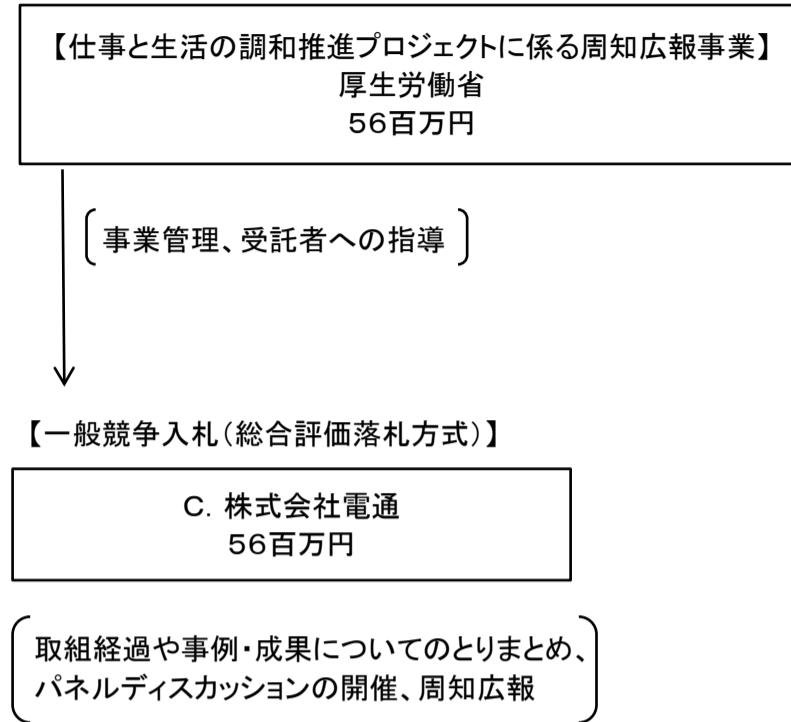 【仕事と生活の調和推進プロジェクトに係る周知広報事業】
厚生労働省
56百万円
事業管理、受託者への指導
【一般競争入札(総合評価落札方式)】
C. 株式会社電通
56百万円
取組経過や事例・成果についてのとりまとめ、
パネルディスカッションの開催、周知広報